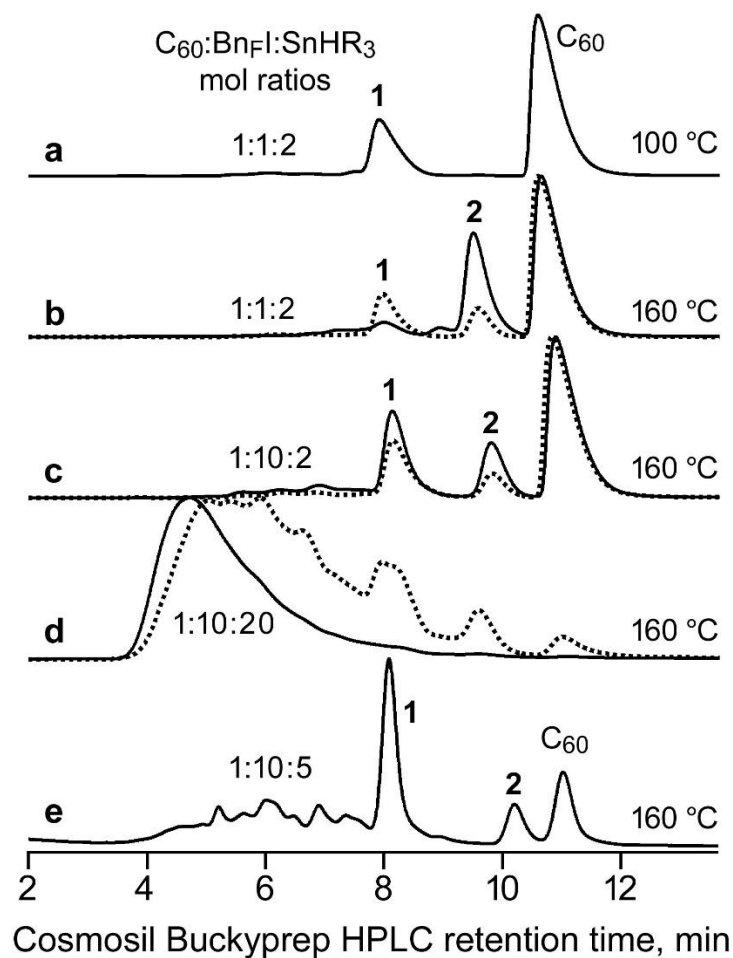 C₆₀:Bn_FI:SnHR₃
mol ratios
C₆₀
1
a
1:1:2
100 °C
2
1
b
1:1:2
160 °C
1
2
c
1:10:2
160 °C
d
1:10:20
160 °C
1
C₆₀
1:10:5
2
e
160 °C
2 4 6 8 10 12
Cosmosil Buckyprep HPLC retention time, min